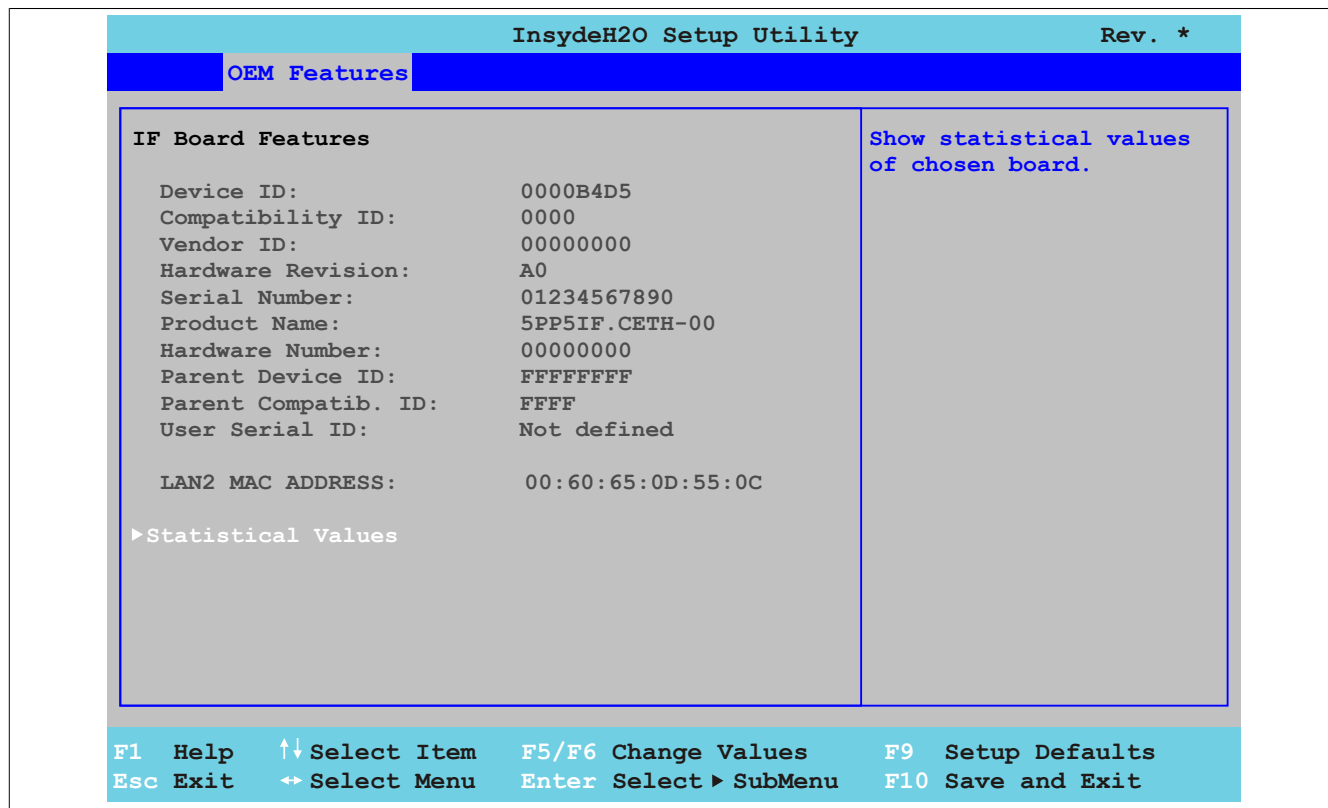 InsydeH2O Setup Utility Rev. *
OEM Features
IF Board Features
Show statistical values
of chosen board.
Device ID: 0000B4D5
Compatibility ID: 0000
Vendor ID: 00000000
Hardware Revision: A0
Serial Number: 01234567890
Product Name: 5PP5IF.CETH-00
Hardware Number: 00000000
Parent Device ID: FFFFFFFF
Parent Compatib. ID: FFFF
User Serial ID: Not defined
LAN2 MAC ADDRESS: 00:60:65:0D:55:0C
▶Statistical Values
F1 Help ↑↓ Select Item F5/F6 Change Values F9 Setup Defaults
Esc Exit ↔ Select Menu Enter Select ▶ SubMenu F10 Save and Exit